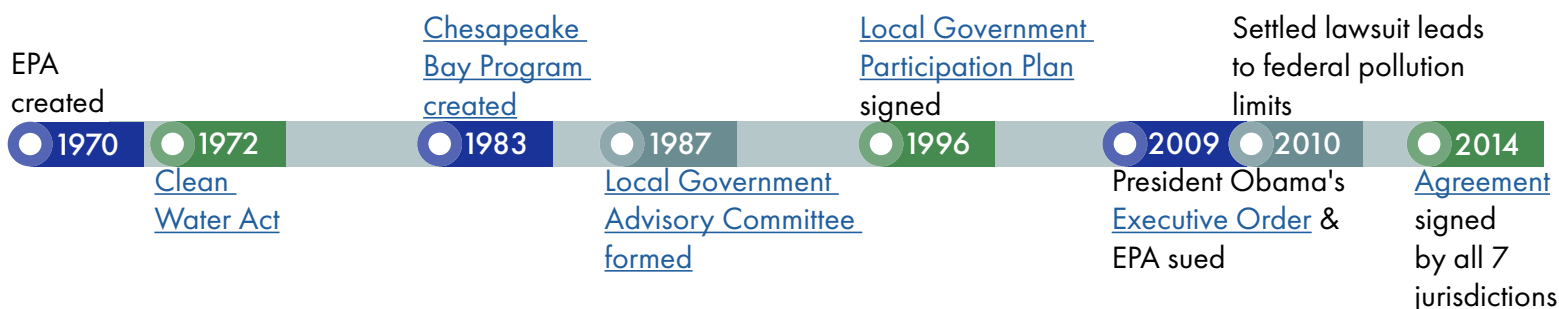 EPA
created
1970
1972
Clean
Water Act
Chesapeake
Bay Program
created
1983
1987
Local Government
Advisory Committee
formed
Local Government
Participation Plan
signed
1996
2009
President Obama's
Executive Order &
EPA sued
Settled lawsuit leads
to federal pollution
limits
2010
2014
Agreement
signed
by all 7
jurisdictions